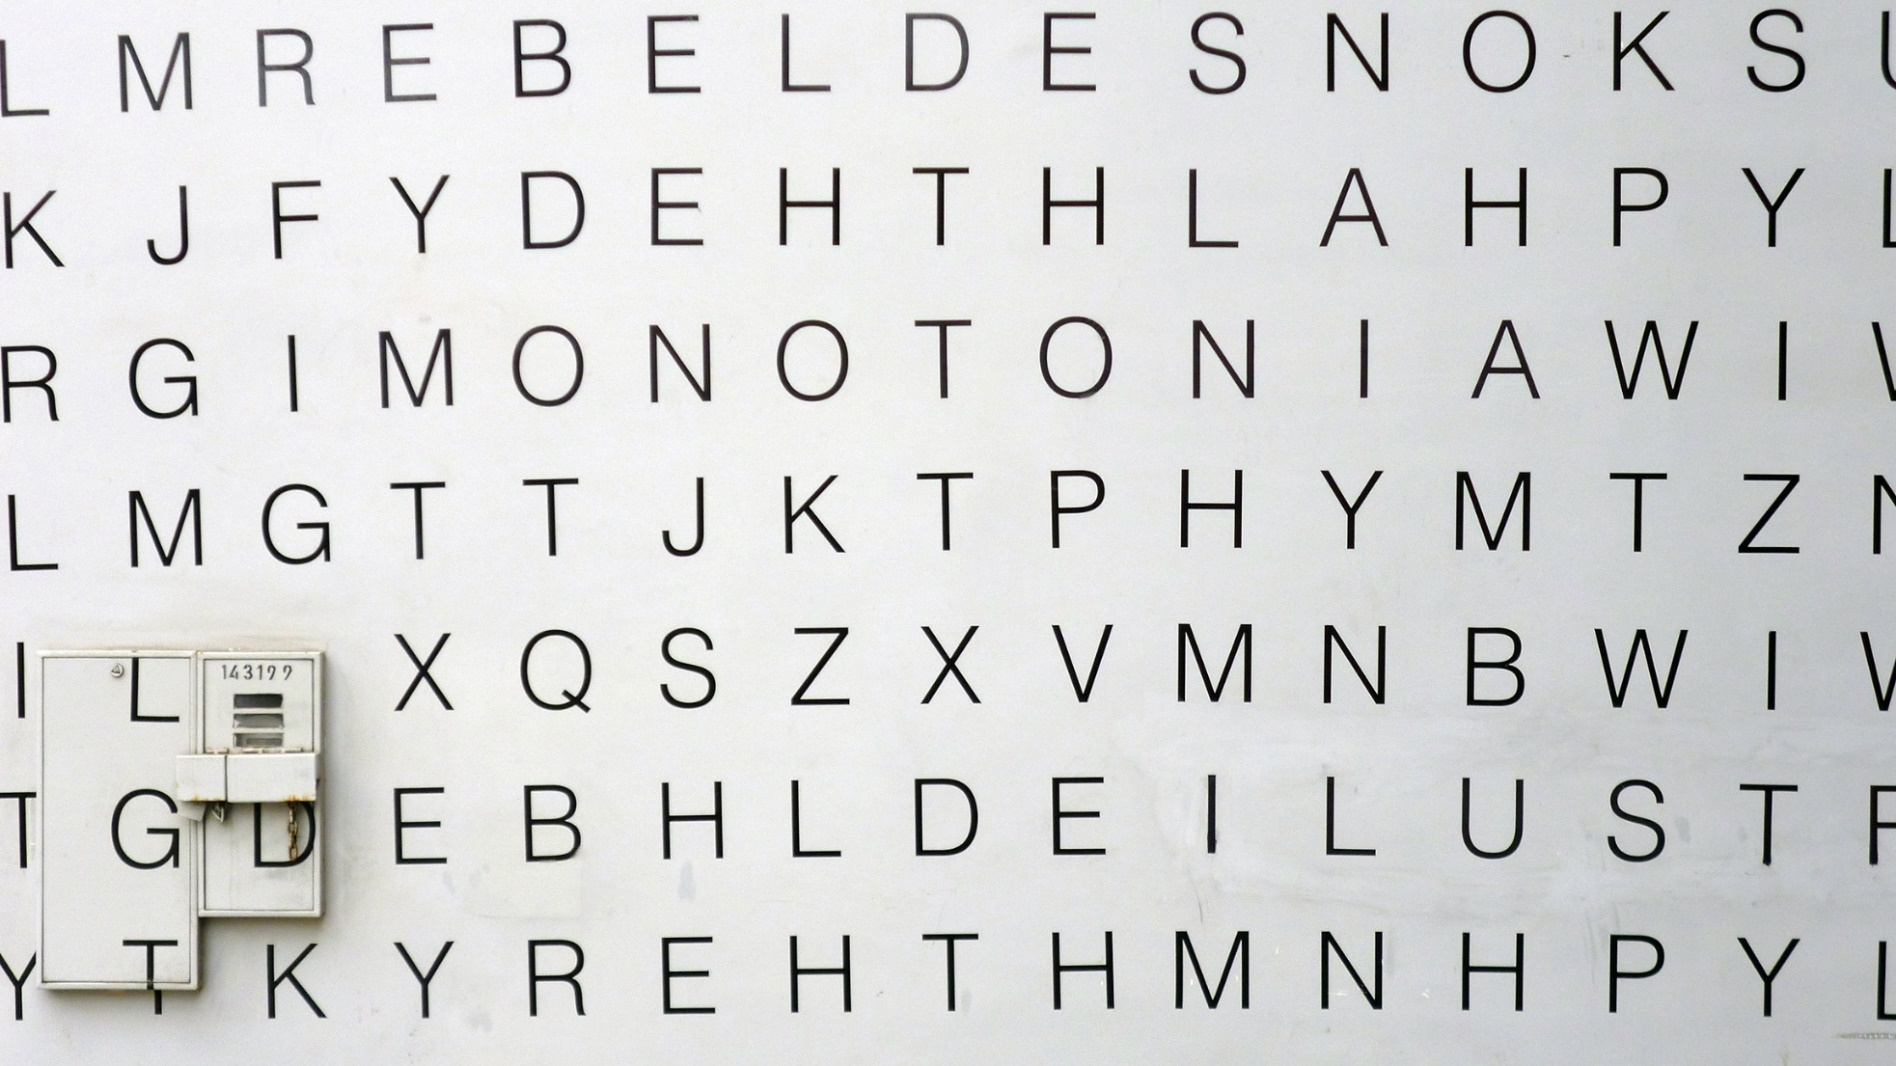 L M R E B E L D E S N O K S U
K J F Y D E H T H L A H P Y L
R G I M O N O T O N I A W I
L M G T T J K T P H Y M T Z N
I L X Q S Z X V M N B W I
143199
T G D E B H L D E I L U S T
Y T K Y R E H T H M N H P Y L